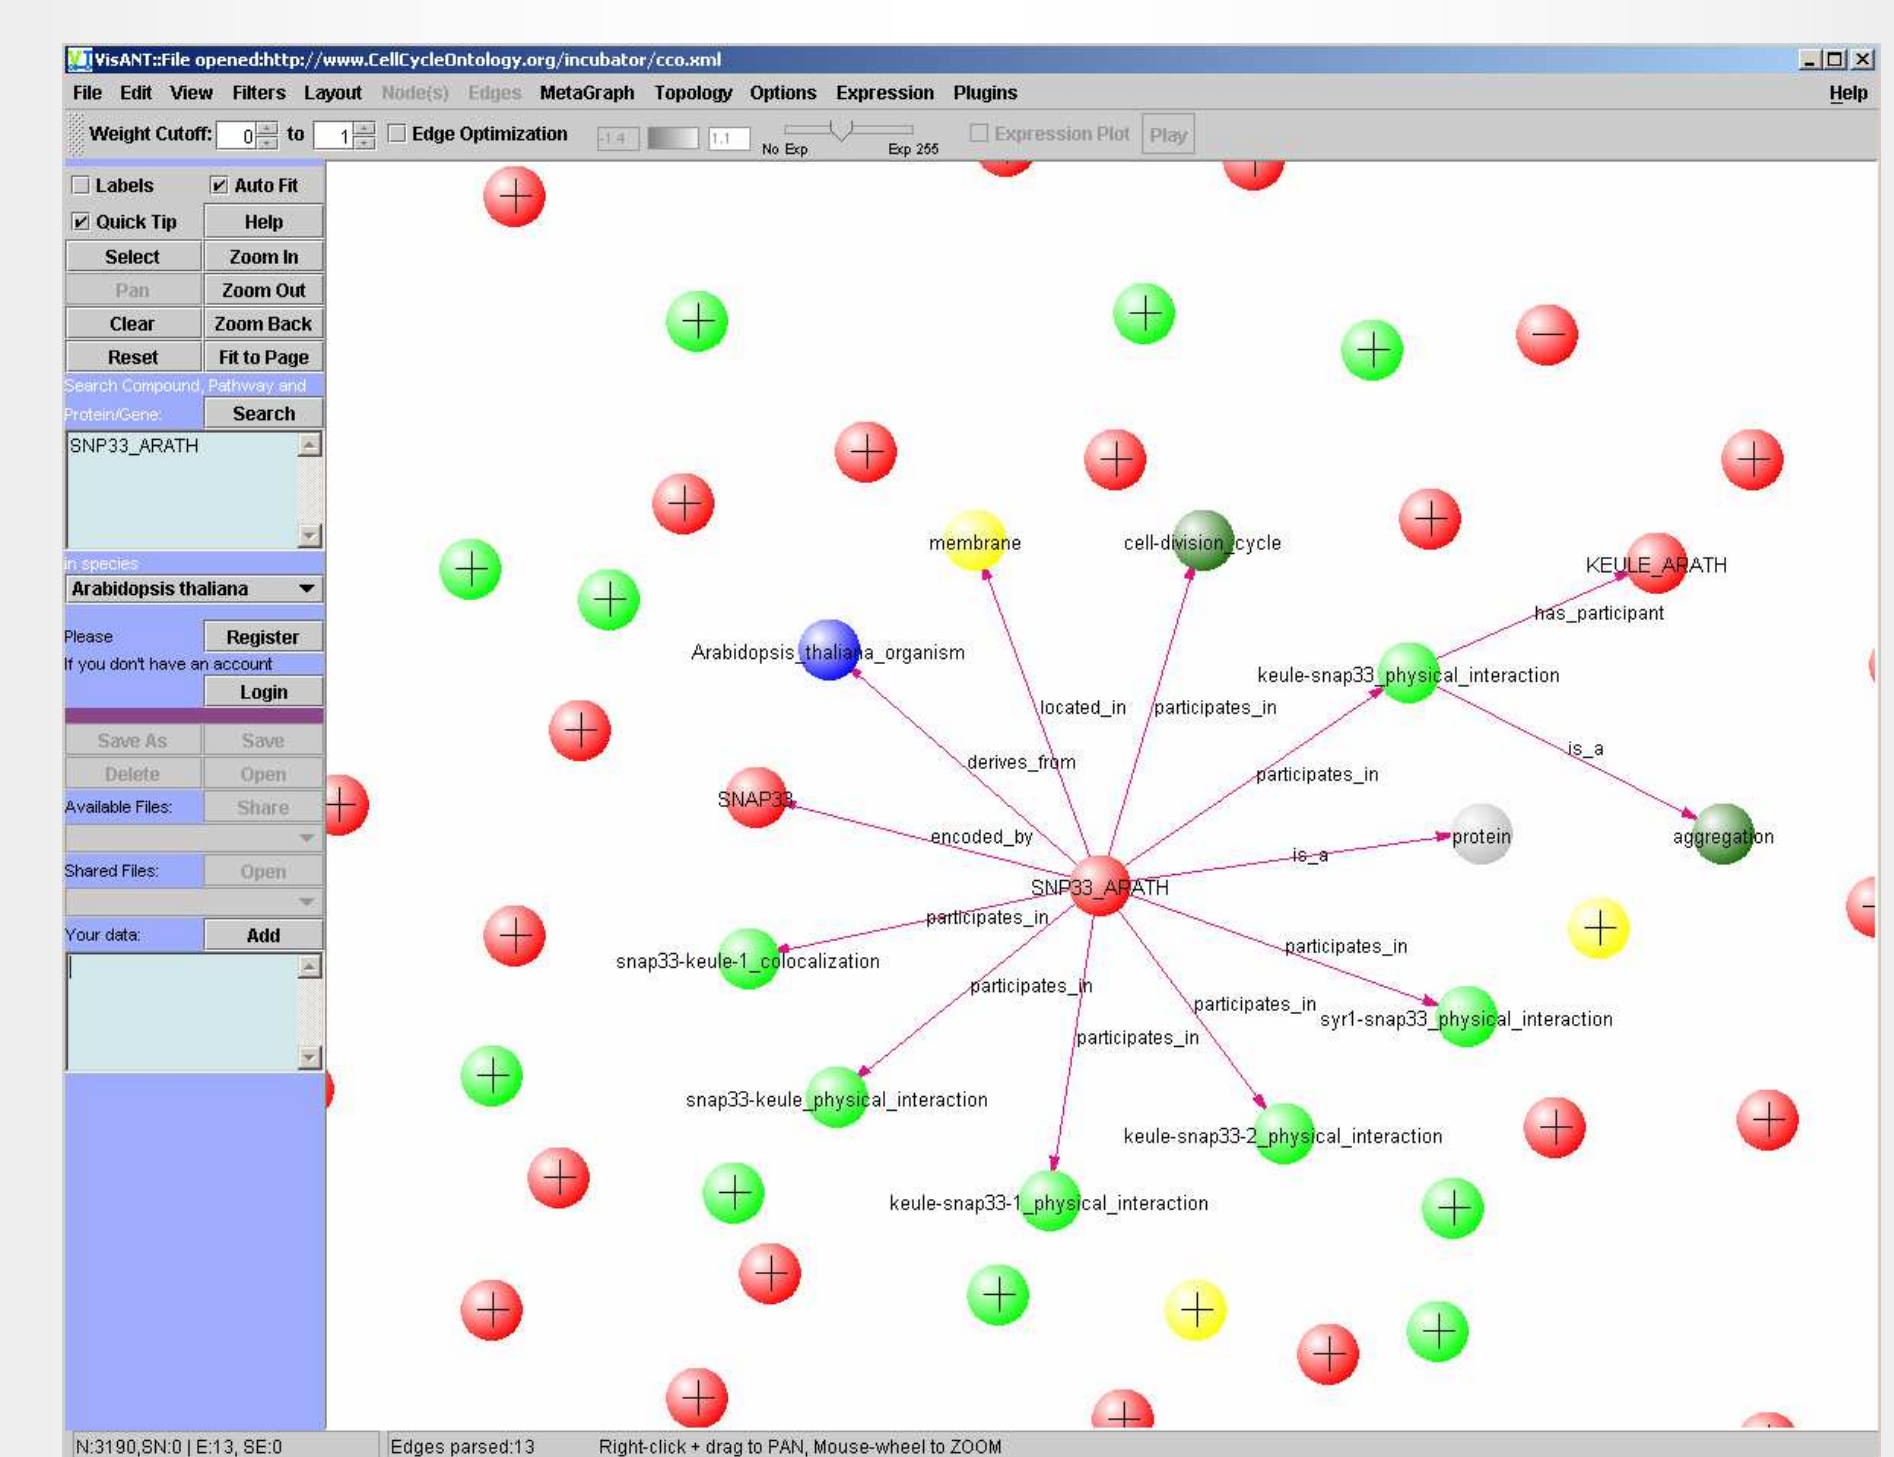 VisANT::File opened:http://www.CellCycleOntology.org/incubator/cco.xml
File Edit View Filters Layout Node(s) Edges MetaGraph Topology Options Expression Plugins Help
Weight Cutoff: 0 to 1 Edge Optimization -1.4 1.1 No Exp Exp 255 Expression Plot Play
Labels Auto Fit
Quick Tip Help
Select Zoom In
Pan Zoom Out
Clear Zoom Back
Reset Fit to Page
Search Compound, Pathway and
Protein/Gene: Search
SNP33_ARATH
in species
Arabidopsis thaliana
Please Register
If you don't have an account
Login
Save As Save
Delete Open
Available Files: Share
Shared Files: Open
Your data: Add
membrane
cell-division_cycle
KEULE_ARATH
has_participant
Arabidopsis_thaliana_organism
keule-snap33_physical_interaction
located_in
participates_in
is_a
derives_from
participates_in
SNAP33
encoded_by
protein
aggregation
is_a
SNP33_ARATH
participates_in
participates_in
snap33-keule-1_colocalization
participates_in
participates_in
syr1-snap33_physical_interaction
participates_in
snap33-keule_physical_interaction
keule-snap33-2_physical_interaction
keule-snap33-1_physical_interaction
N:3190,SN:0 | E:13, SE:0 Edges parsed:13 Right-click + drag to PAN, Mouse-wheel to ZOOM